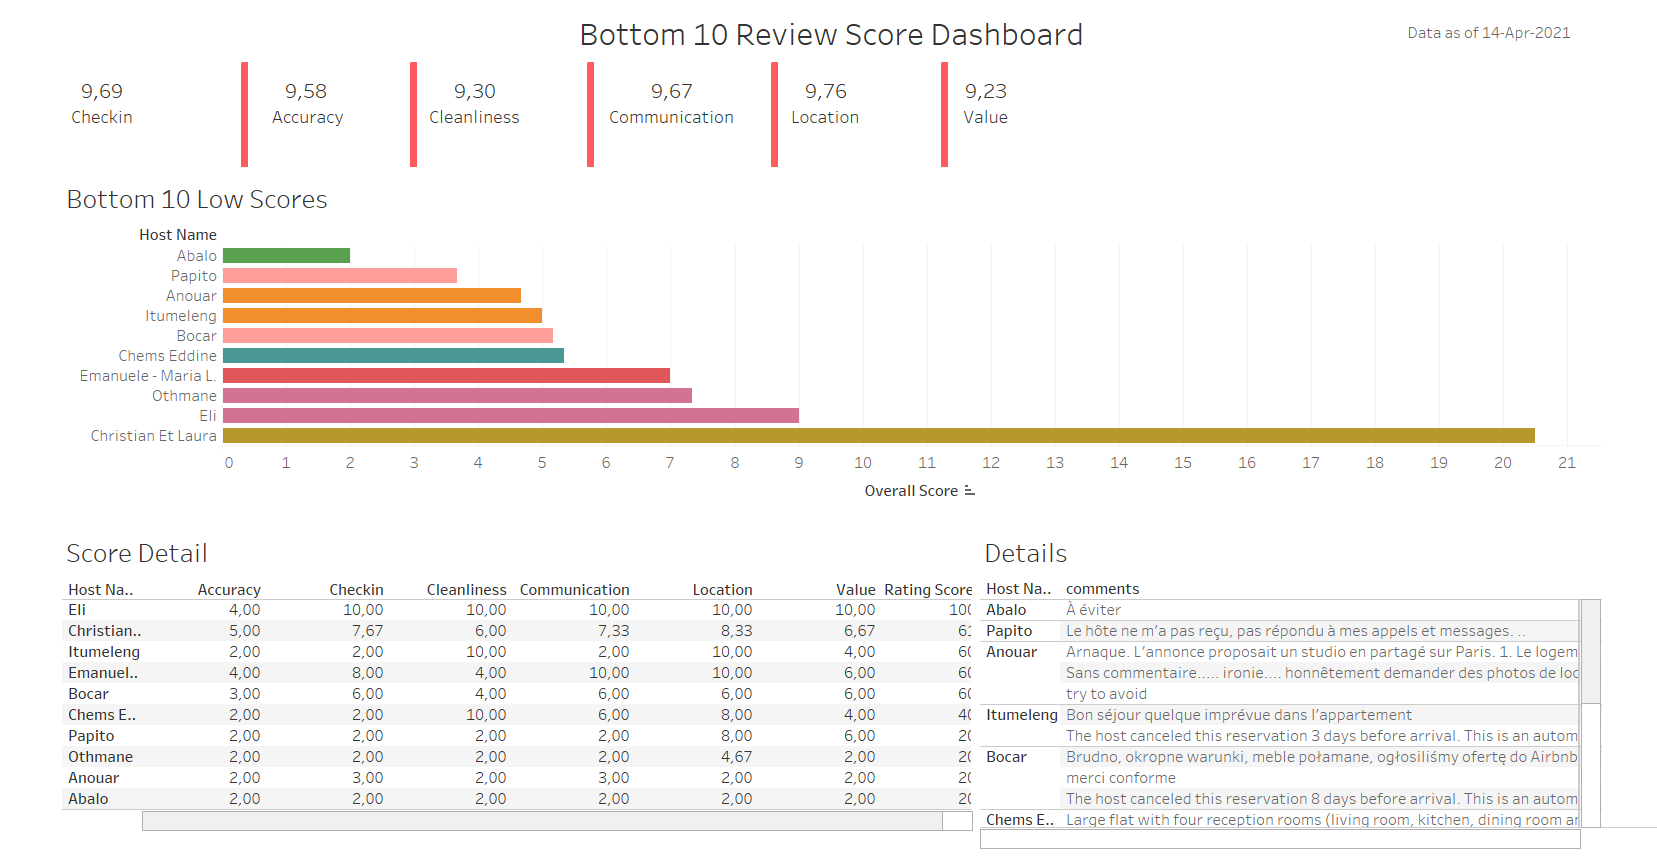 Bottom 10 Review Score Dashboard
Data as of 14-Apr-2021
9,69 9,58 9,30 9,67 9,76 9,23
Checkin Accuracy Cleanliness Communication Location Value
Bottom 10 Low Scores
Host Name
Abalo
Papito
Anouar
Itumeleng
Bocar
Chems Eddine
Emanuele - Maria L.
Othmane
Eli
Christian Et Laura
0 1 2 3 4 5 6 7 8 9 10 11 12 13 14 15 16 17 18 19 20 21
Overall Score
Score Detail
Host Na.. Accuracy Checkin Cleanliness Communication Location Value Rating Score
Eli 4,00 10,00 10,00 10,00 10,00 10,00 100
Christian.. 5,00 7,67 6,00 7,33 8,33 6,67 61
Itumeleng 2,00 2,00 10,00 2,00 10,00 4,00 60
Emanuel.. 4,00 8,00 4,00 10,00 10,00 6,00 60
Bocar 3,00 6,00 4,00 6,00 6,00 6,00 60
Chems E.. 2,00 2,00 10,00 6,00 8,00 4,00 40
Papito 2,00 2,00 2,00 2,00 8,00 6,00 20
Othmane 2,00 2,00 2,00 2,00 4,67 2,00 20
Anouar 2,00 3,00 2,00 3,00 2,00 2,00 20
Abalo 2,00 2,00 2,00 2,00 2,00 2,00 20
Details
Host Na.. comments
Abalo À éviter
Papito Le hôte ne m'a pas reçu, pas répondu à mes appels et messages. ..
Anouar Arnaque. L'annonce proposait un studio en partagé sur Paris. 1. Le logem
Sans commentaire..... ironie.... honnêtement demander des photos de loc
try to avoid
Itumeleng Bon séjour quelque imprévue dans l'appartement
The host canceled this reservation 3 days before arrival. This is an autom
Bocar Brudno, okropne warunki, meble połamane, ogłosiliśmy ofertę do Airbnb
merci conforme
The host canceled this reservation 8 days before arrival. This is an autom
Chems E.. Large flat with four reception rooms (living room, kitchen, dining room ar